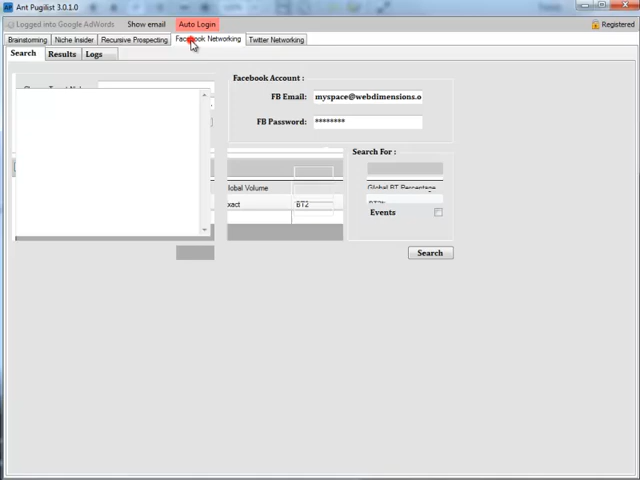 Ant Pugilist 3.0.1.0
Logged into Google AdWords Show email Auto Login Registered
Brainstorming Niche Insider Recursive Prospecting Facebook Networking Twitter Networking
Search Results Logs
Facebook Account :
FB Email: myspace@webdimensions.o
FB Password: ********
Search For :
lobal Volume
Global BT Percentage
xact BT2
Events
Search